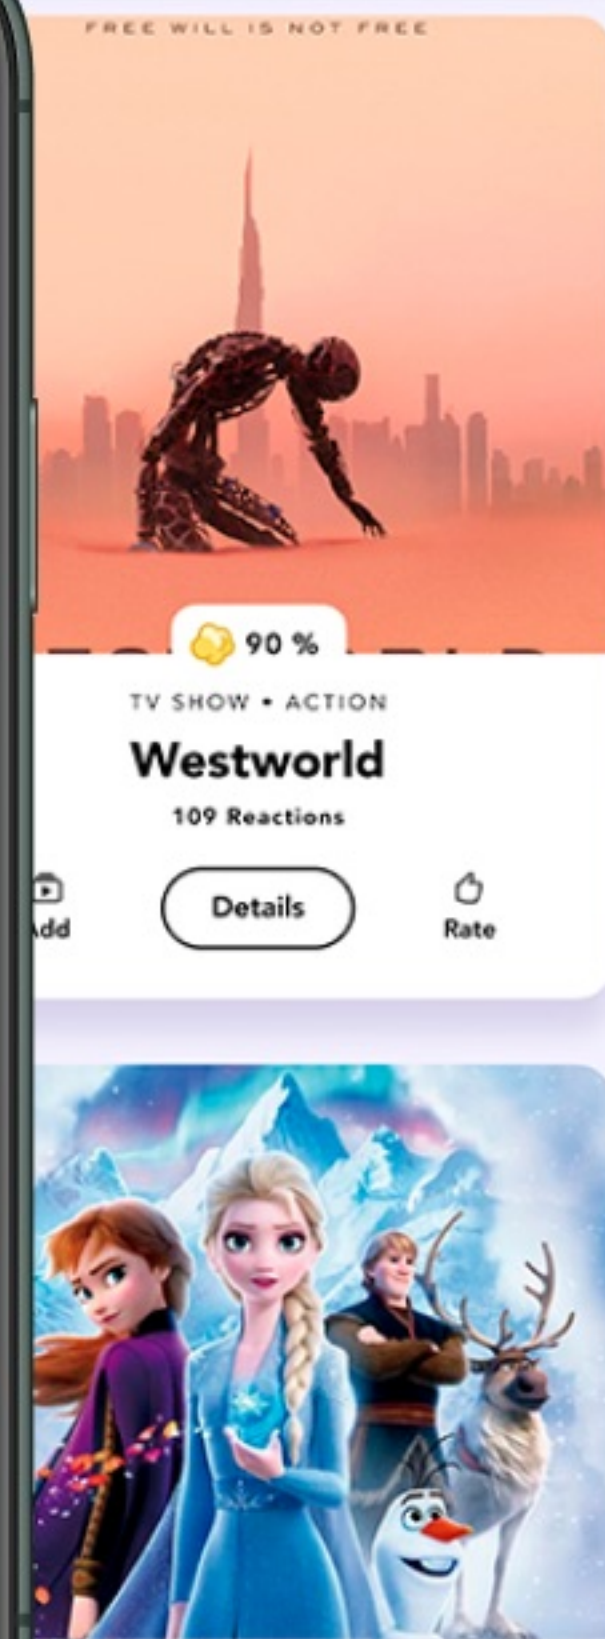 FREE WILL IS NOT FREE
90 %
TV SHOW • ACTION
Westworld
109 Reactions
Details
Rate